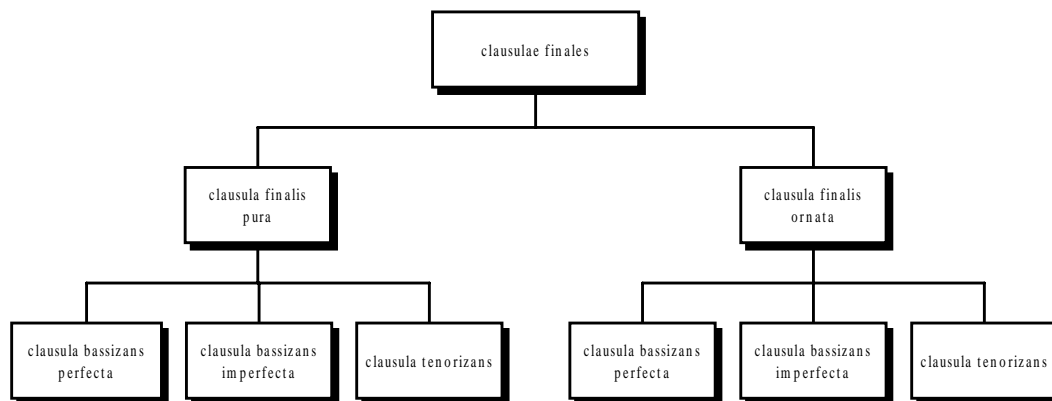 clausulae finales
clausula finalis
pura
clausula finalis
ornata
clausula bassizans
perfecta
clausula bassizans
imperfecta
clausula tenorizans
clausula bassizans
perfecta
clausula bassizans
imperfecta
clausula tenorizans